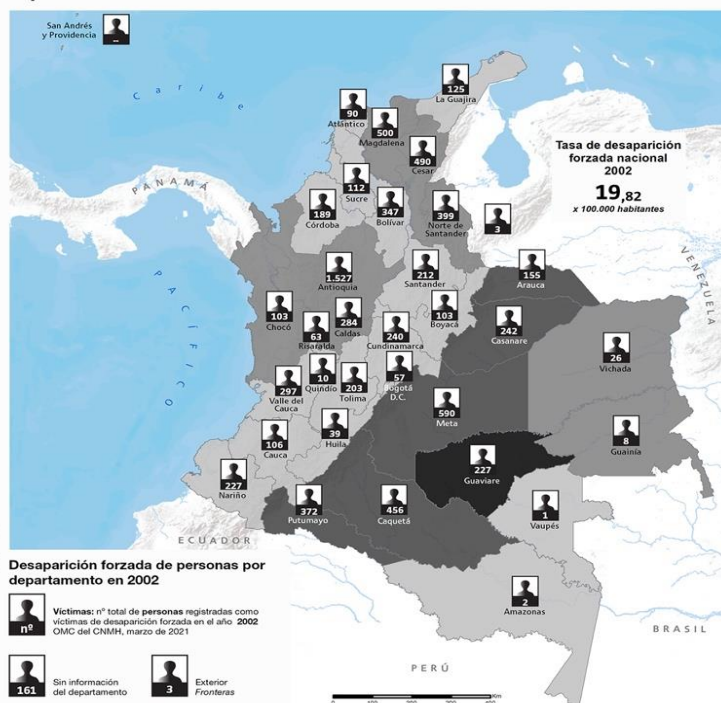 San Andrés
y Providencia
–
Caribe
125
La Guajira
90
Atlántico
500
Magdalena
490
Cesar
Tasa de desaparición
forzada nacional
2002
19,82
x 100.000 habitantes
PANAMÁ
112
Sucre
189
Córdoba
347
Bolívar
399
Norte de
Santander
3
VENEZUELA
1.527
Antioquia
212
Santander
155
Arauca
PACÍFICO
103
Chocó
63
Risaralda
284
Caldas
103
Boyacá
240
Cundinamarca
242
Casanare
26
Vichada
297
Valle del
Cauca
10
Quindío
203
Tolima
57
Bogotá
D.C.
590
Meta
106
Cauca
39
Huila
8
Guainía
227
Nariño
227
Guaviare
372
Putumayo
456
Caquetá
1
Vaupés
ECUADOR
2
Amazonas
BRASIL
PERÚ
Desaparición forzada de personas por
departamento en 2002
nº
Víctimas: nº total de personas registradas como
víctimas de desaparición forzada en el año 2002
OMC del CNMH, marzo de 2021
161
Sin información
del departamento
3
Exterior
Fronteras
Km